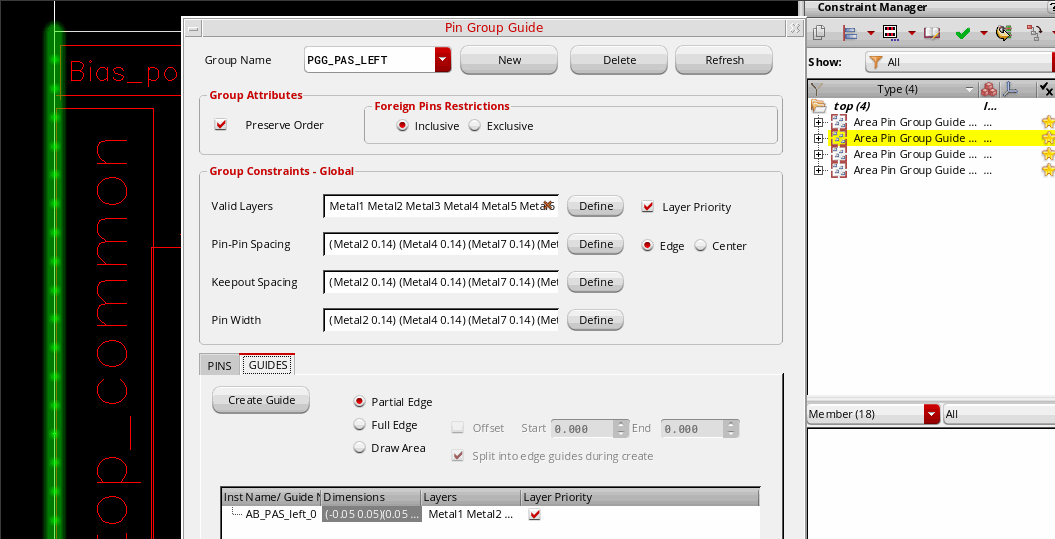 Pin Group Guide
Constraint Manager
Group Name
PGG_PAS_LEFT
New
Delete
Refresh
Show:
All
Bias_po
Group Attributes
Type (4)
Foreign Pins Restrictions
top (4)
I...
Preserve Order
Inclusive
Exclusive
Area Pin Group Guide ... ...
Area Pin Group Guide ... ...
Area Pin Group Guide ... ...
Area Pin Group Guide ... ...
Group Constraints - Global
Valid Layers
Metal1 Metal2 Metal3 Metal4 Metal5 Metal6
Define
Layer Priority
Pin-Pin Spacing
(Metal2 0.14) (Metal4 0.14) (Metal7 0.14) (Met
Define
Edge
Center
Keepout Spacing
(Metal2 0.14) (Metal4 0.14) (Metal7 0.14) (Met
Define
Pin Width
(Metal2 0.14) (Metal4 0.14) (Metal7 0.14) (Met
Define
op_common
PINS
GUIDES
Create Guide
Partial Edge
Full Edge
Draw Area
Offset
Start
0.000
End
0.000
Split into edge guides during create
Member (18)
All
Inst Name/ Guide N
Dimensions
Layers
Layer Priority
AB_PAS_left_0
(-0.05 0.05)(0.05 ...
Metal1 Metal2 ...